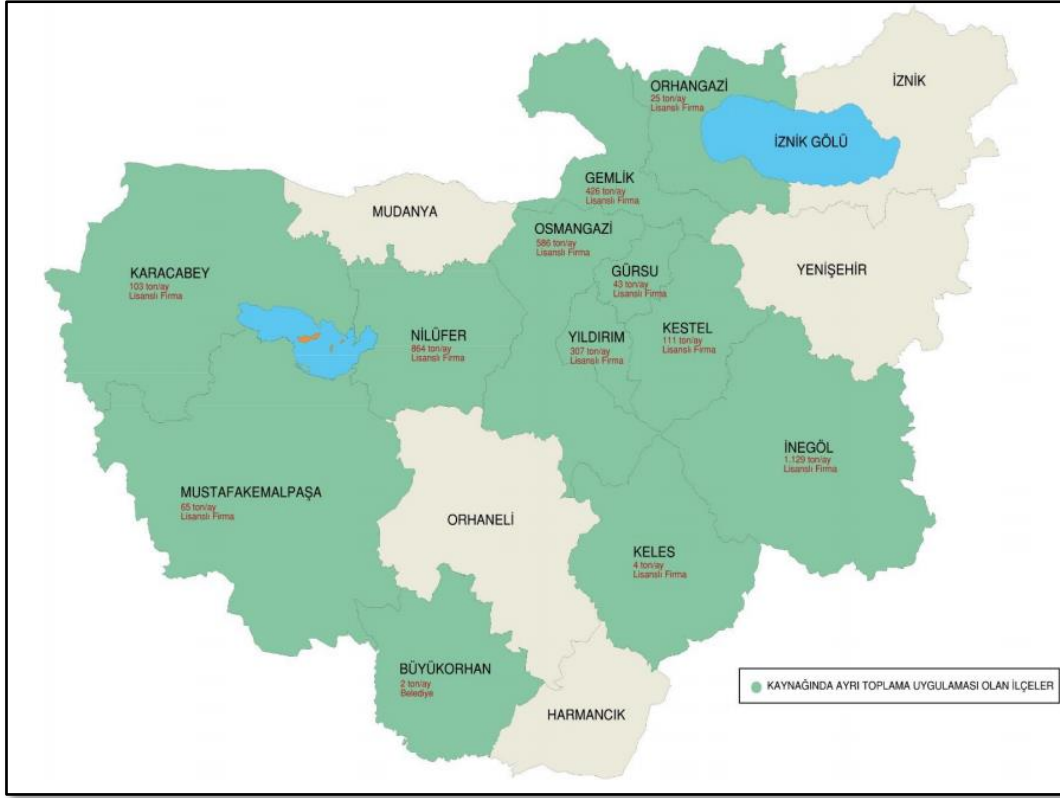 ORHANGAZİ
25 ton/ay
Lisanslı Firma
İZNİK
İZNİK GÖLÜ
GEMLİK
426 ton/ay
Lisanslı Firma
MUDANYA
OSMANGAZİ
586 ton/ay
Lisanslı Firma
KARACABEY
103 ton/ay
Lisanslı Firma
GÜRSU
43 ton/ay
Lisanslı Firma
YENİŞEHİR
NİLÜFER
864 ton/ay
Lisanslı Firma
YILDIRIM
307 ton/ay
Lisanslı Firma
KESTEL
111 ton/ay
Lisanslı Firma
İNEGÖL
1.129 ton/ay
Lisanslı Firma
MUSTAFAKEMALPAŞA
65 ton/ay
Lisanslı Firma
ORHANELİ
KELES
4 ton/ay
Lisanslı Firma
BÜYÜKORHAN
2 ton/ay
Belediye
KAYNAĞINDA AYRI TOPLAMA UYGULAMASI OLAN İLÇELER
HARMANCIK